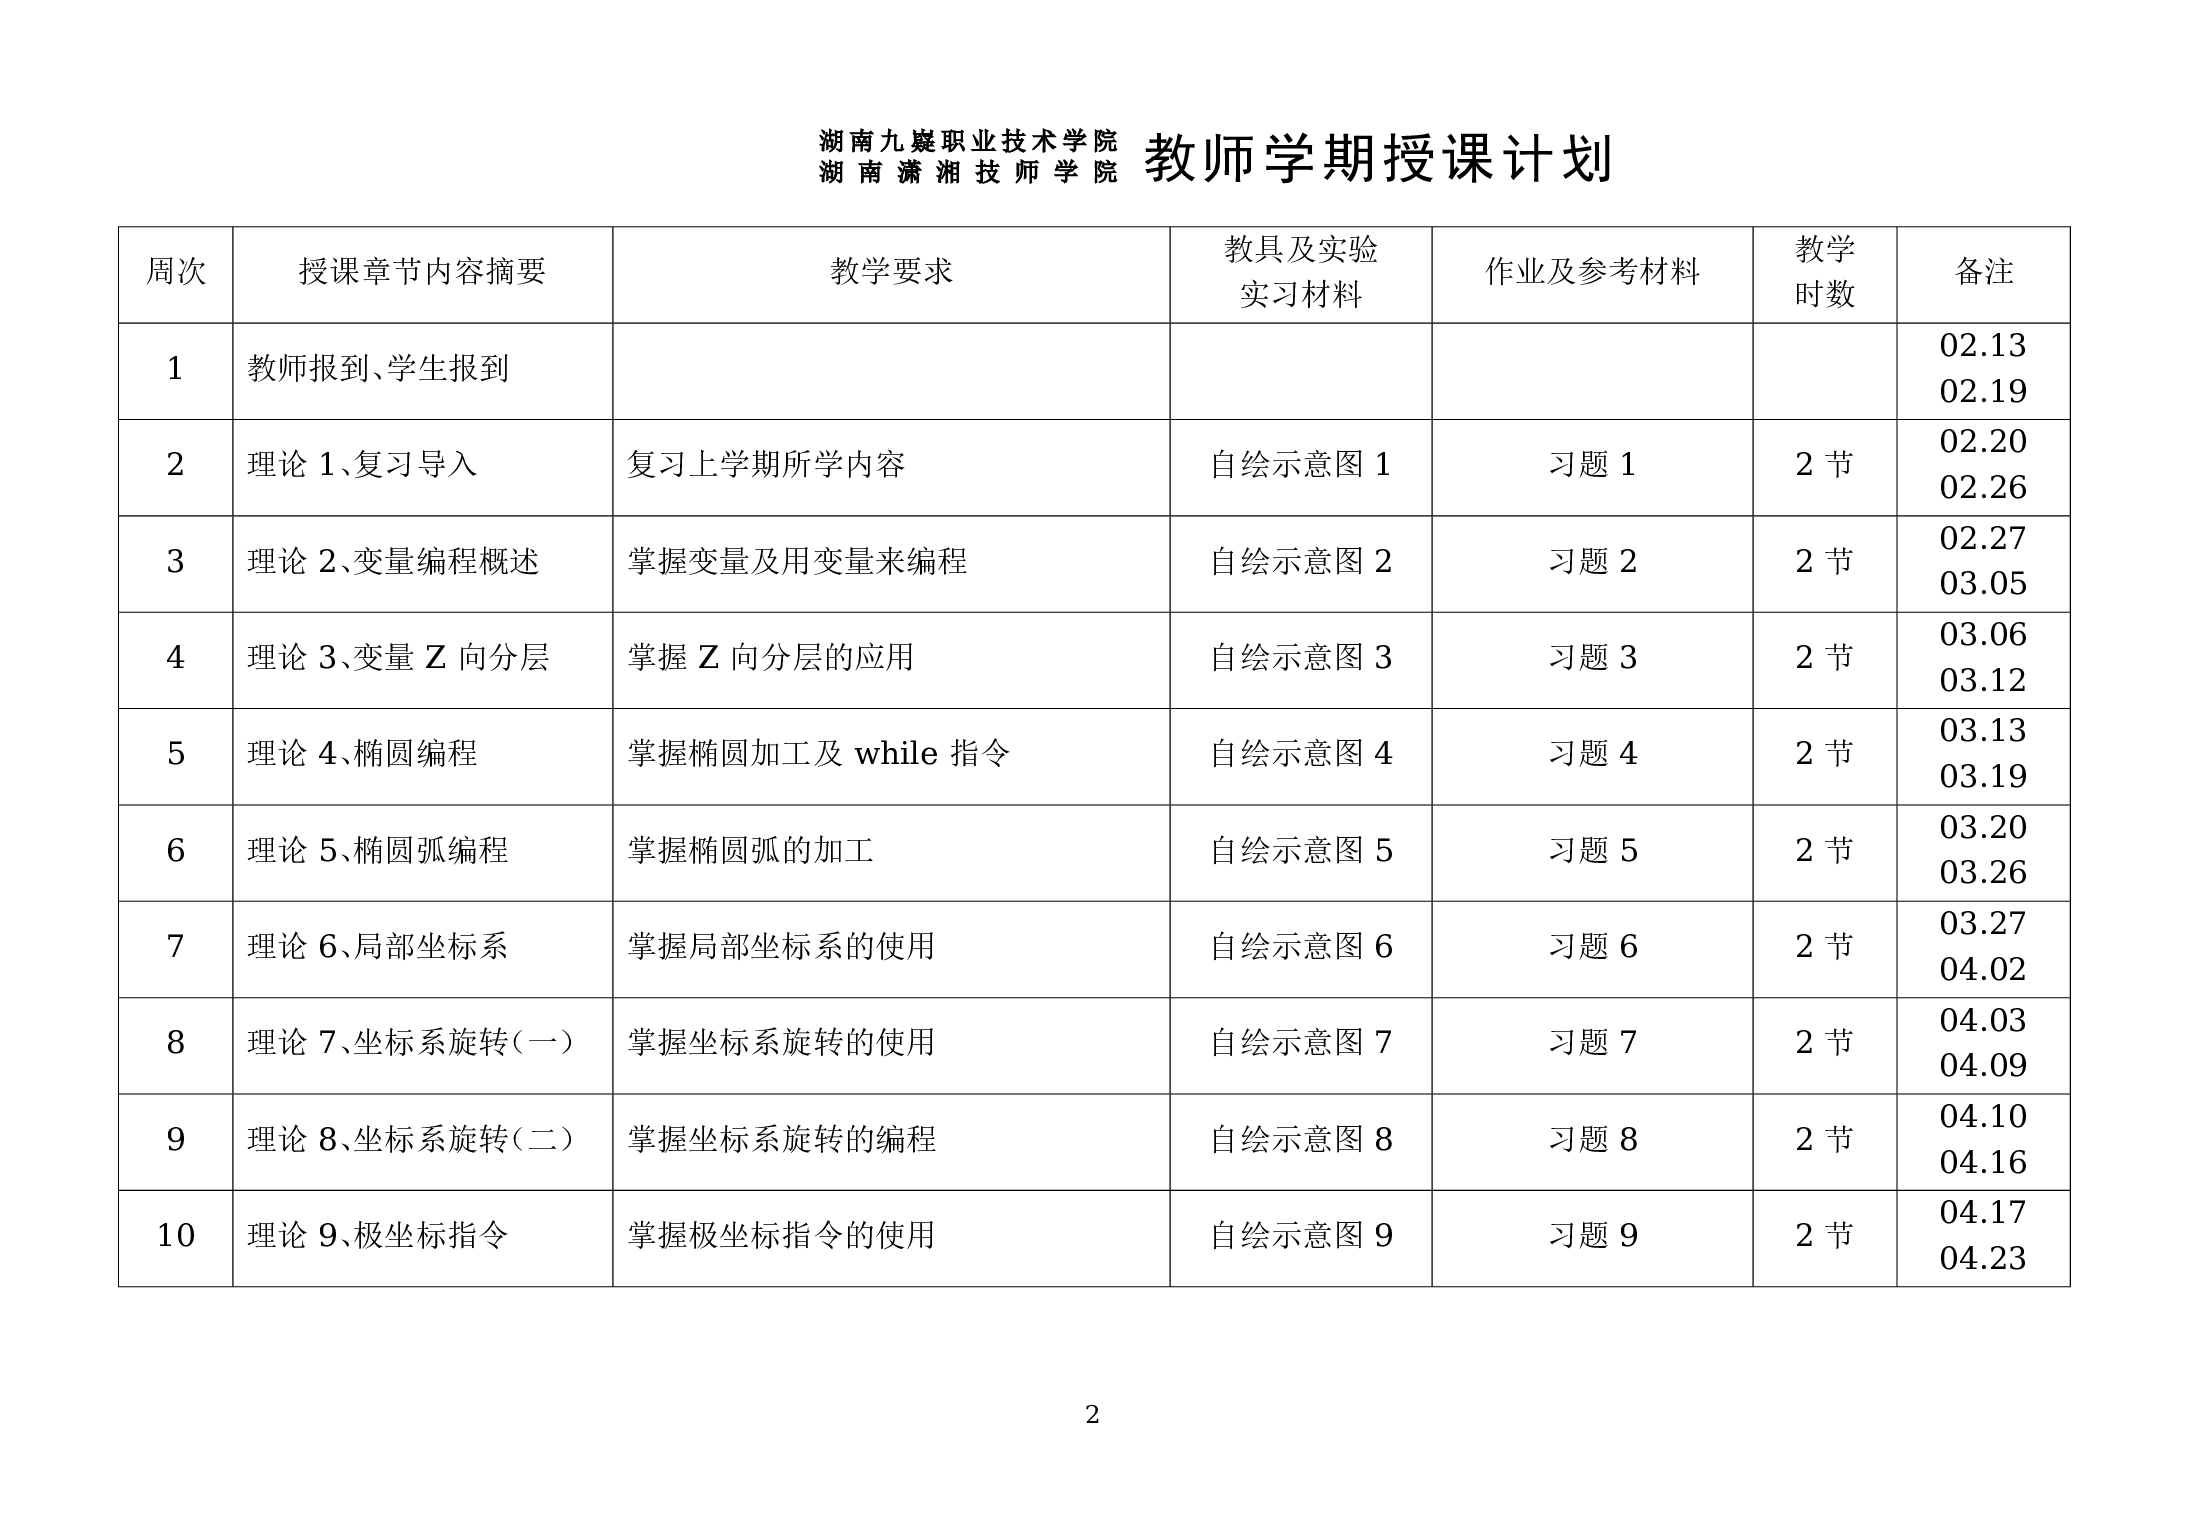 湖南九嶷职业技术学院
湖南潇湘技师学院
教师学期授课计划
周次 授课章节内容摘要 教学要求 教具及实验 作业及参考材料 教学 备注
实习材料 时数
1 教师报到、学生报到 02.13
02.19
2 理论 1、复习导入 复习上学期所学内容 自绘示意图 1 习题 1 2 节 02.20
02.26
3 理论 2、变量编程概述 掌握变量及用变量来编程 自绘示意图 2 习题 2 2 节 02.27
03.05
4 理论 3、变量 Z 向分层 掌握 Z 向分层的应用 自绘示意图 3 习题 3 2 节 03.06
03.12
5 理论 4、椭圆编程 掌握椭圆加工及 while 指令 自绘示意图 4 习题 4 2 节 03.13
03.19
6 理论 5、椭圆弧编程 掌握椭圆弧的加工 自绘示意图 5 习题 5 2 节 03.20
03.26
7 理论 6、局部坐标系 掌握局部坐标系的使用 自绘示意图 6 习题 6 2 节 03.27
04.02
8 理论 7、坐标系旋转（一） 掌握坐标系旋转的使用 自绘示意图 7 习题 7 2 节 04.03
04.09
9 理论 8、坐标系旋转（二） 掌握坐标系旋转的编程 自绘示意图 8 习题 8 2 节 04.10
04.16
10 理论 9、极坐标指令 掌握极坐标指令的使用 自绘示意图 9 习题 9 2 节 04.17
04.23
2